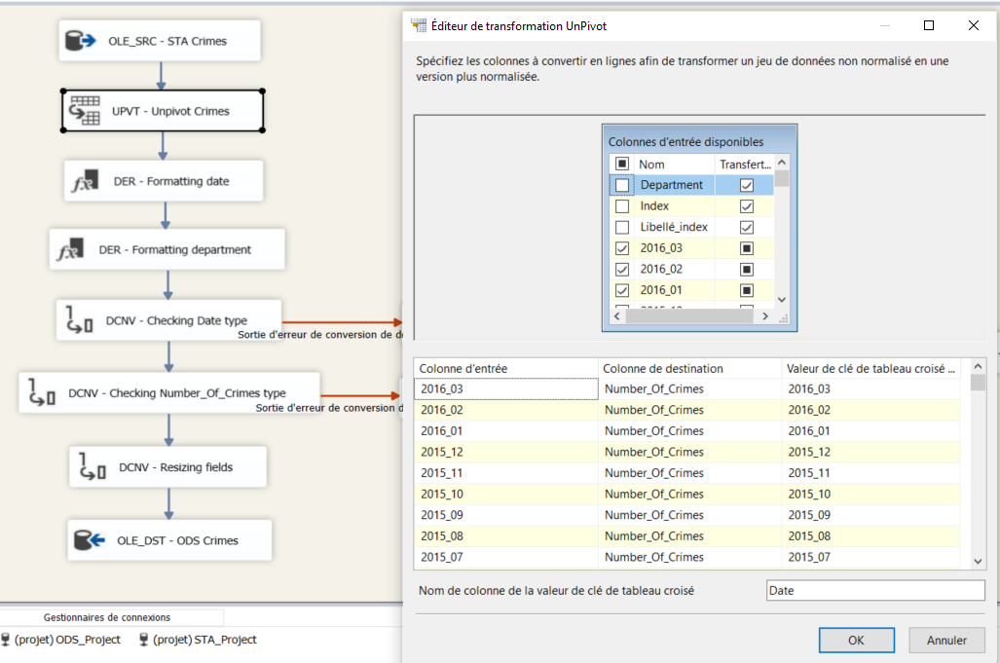 OLE_SRC - STA Crimes
UPVT - Unpivot Crimes
DER - Formatting date
DER - Formatting department
DCNV - Checking Date type
Sortie d'erreur de conversion de do
DCNV - Checking Number_Of_Crimes type
Sortie d'erreur de conversion de
DCNV - Resizing fields
OLE_DST - ODS Crimes
Gestionnaires de connexions
(projet) ODS_Project
(projet) STA_Project
Éditeur de transformation UnPivot
Spécifiez les colonnes à convertir en lignes afin de transformer un jeu de données non normalisé en une
version plus normalisée.
Colonnes d'entrée disponibles
Nom Transfert...
Department
Index
Libellé_index
2016_03
2016_02
2016_01
2015_12
Colonne d'entrée Colonne de destination Valeur de clé de tableau croisé ...
2016_03 Number_Of_Crimes 2016_03
2016_02 Number_Of_Crimes 2016_02
2016_01 Number_Of_Crimes 2016_01
2015_12 Number_Of_Crimes 2015_12
2015_11 Number_Of_Crimes 2015_11
2015_10 Number_Of_Crimes 2015_10
2015_09 Number_Of_Crimes 2015_09
2015_08 Number_Of_Crimes 2015_08
2015_07 Number_Of_Crimes 2015_07
Nom de colonne de la valeur de clé de tableau croisé Date
OK Annuler